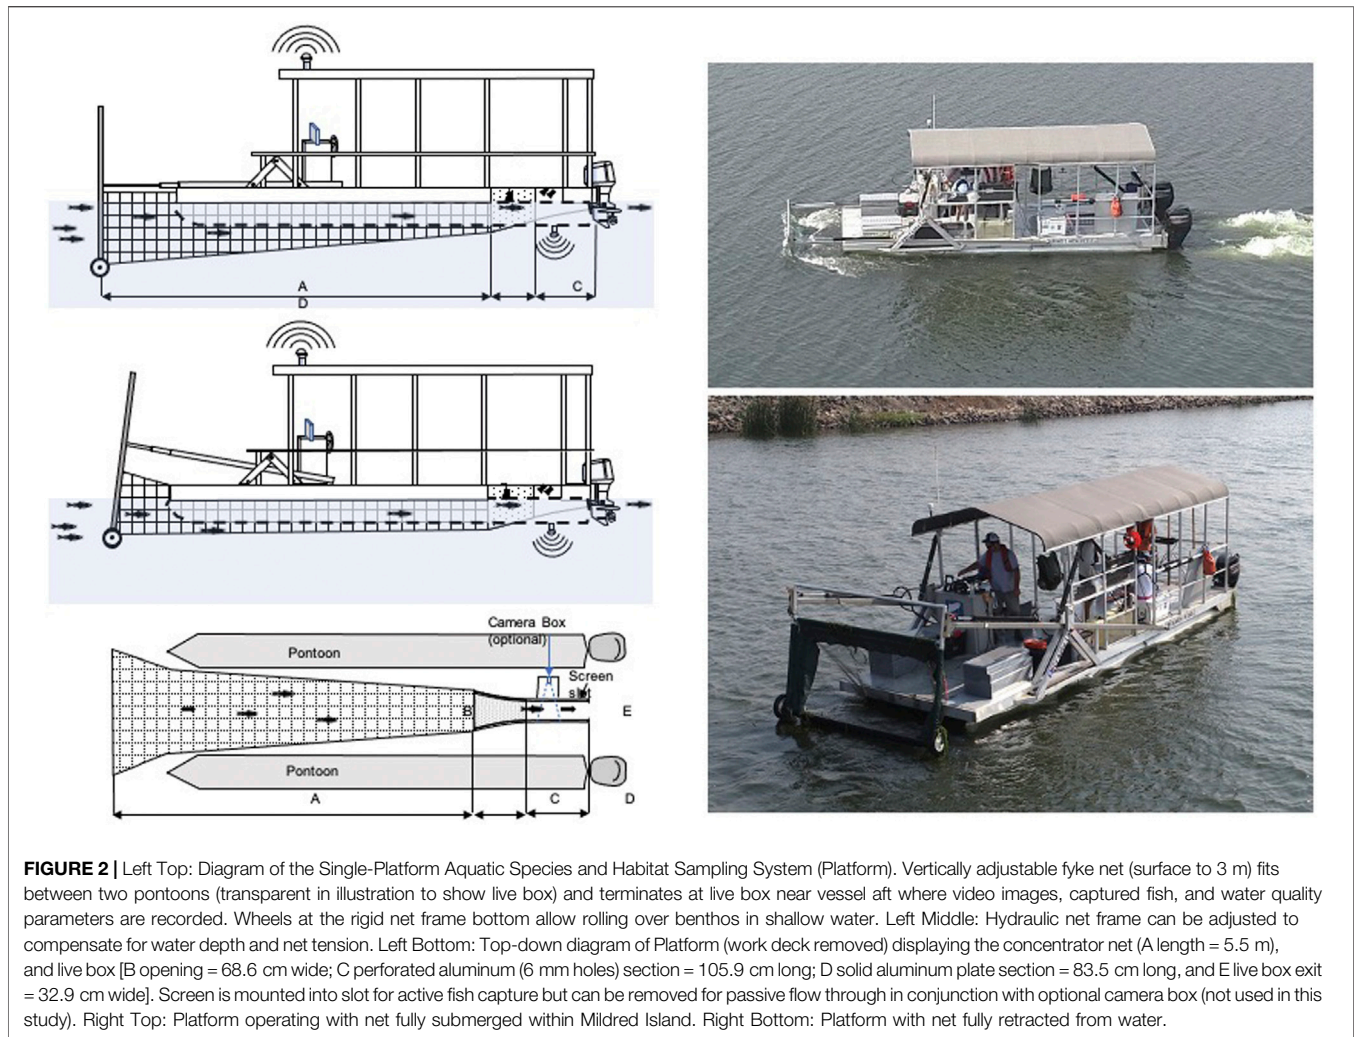 A
D
C
Camera Box
(optional)
Pontoon
Screen
slot
B
E
Pontoon
A
C
D
FIGURE 2 | Left Top: Diagram of the Single-Platform Aquatic Species and Habitat Sampling System (Platform). Vertically adjustable fyke net (surface to 3 m) fits
between two pontoons (transparent in illustration to show live box) and terminates at live box near vessel aft where video images, captured fish, and water quality
parameters are recorded. Wheels at the rigid net frame bottom allow rolling over benthos in shallow water. Left Middle: Hydraulic net frame can be adjusted to
compensate for water depth and net tension. Left Bottom: Top-down diagram of Platform (work deck removed) displaying the concentrator net (A length = 5.5 m),
and live box [B opening = 68.6 cm wide; C perforated aluminum (6 mm holes) section = 105.9 cm long; D solid aluminum plate section = 83.5 cm long, and E live box exit
= 32.9 cm wide]. Screen is mounted into slot for active fish capture but can be removed for passive flow through in conjunction with optional camera box (not used in this
study). Right Top: Platform operating with net fully submerged within Mildred Island. Right Bottom: Platform with net fully retracted from water.